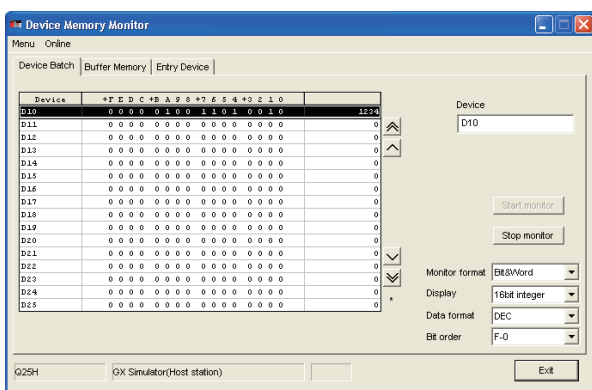 Device Memory Monitor
Menu Online
Device Batch Buffer Memory Entry Device
Device +F E D C +B A 9 8 +7 6 5 4 +3 2 1 0
D10 0 0 0 0 0 1 0 0 1 1 0 1 0 0 1 0 1234
D11 0 0 0 0 0 0 0 0 0 0 0 0 0 0 0 0 0
D12 0 0 0 0 0 0 0 0 0 0 0 0 0 0 0 0 0
D13 0 0 0 0 0 0 0 0 0 0 0 0 0 0 0 0 0
D14 0 0 0 0 0 0 0 0 0 0 0 0 0 0 0 0 0
D15 0 0 0 0 0 0 0 0 0 0 0 0 0 0 0 0 0
D16 0 0 0 0 0 0 0 0 0 0 0 0 0 0 0 0 0
D17 0 0 0 0 0 0 0 0 0 0 0 0 0 0 0 0 0
D18 0 0 0 0 0 0 0 0 0 0 0 0 0 0 0 0 0
D19 0 0 0 0 0 0 0 0 0 0 0 0 0 0 0 0 0
D20 0 0 0 0 0 0 0 0 0 0 0 0 0 0 0 0 0
D21 0 0 0 0 0 0 0 0 0 0 0 0 0 0 0 0 0
D22 0 0 0 0 0 0 0 0 0 0 0 0 0 0 0 0 0
D23 0 0 0 0 0 0 0 0 0 0 0 0 0 0 0 0 0
D24 0 0 0 0 0 0 0 0 0 0 0 0 0 0 0 0 0
D25 0 0 0 0 0 0 0 0 0 0 0 0 0 0 0 0 0
*
Device
D10
Start monitor
Stop monitor
Monitor format Bit&Word
Display 16bit integer
Data format DEC
Bit order F-0
Q25H GX Simulator(Host station) Exit